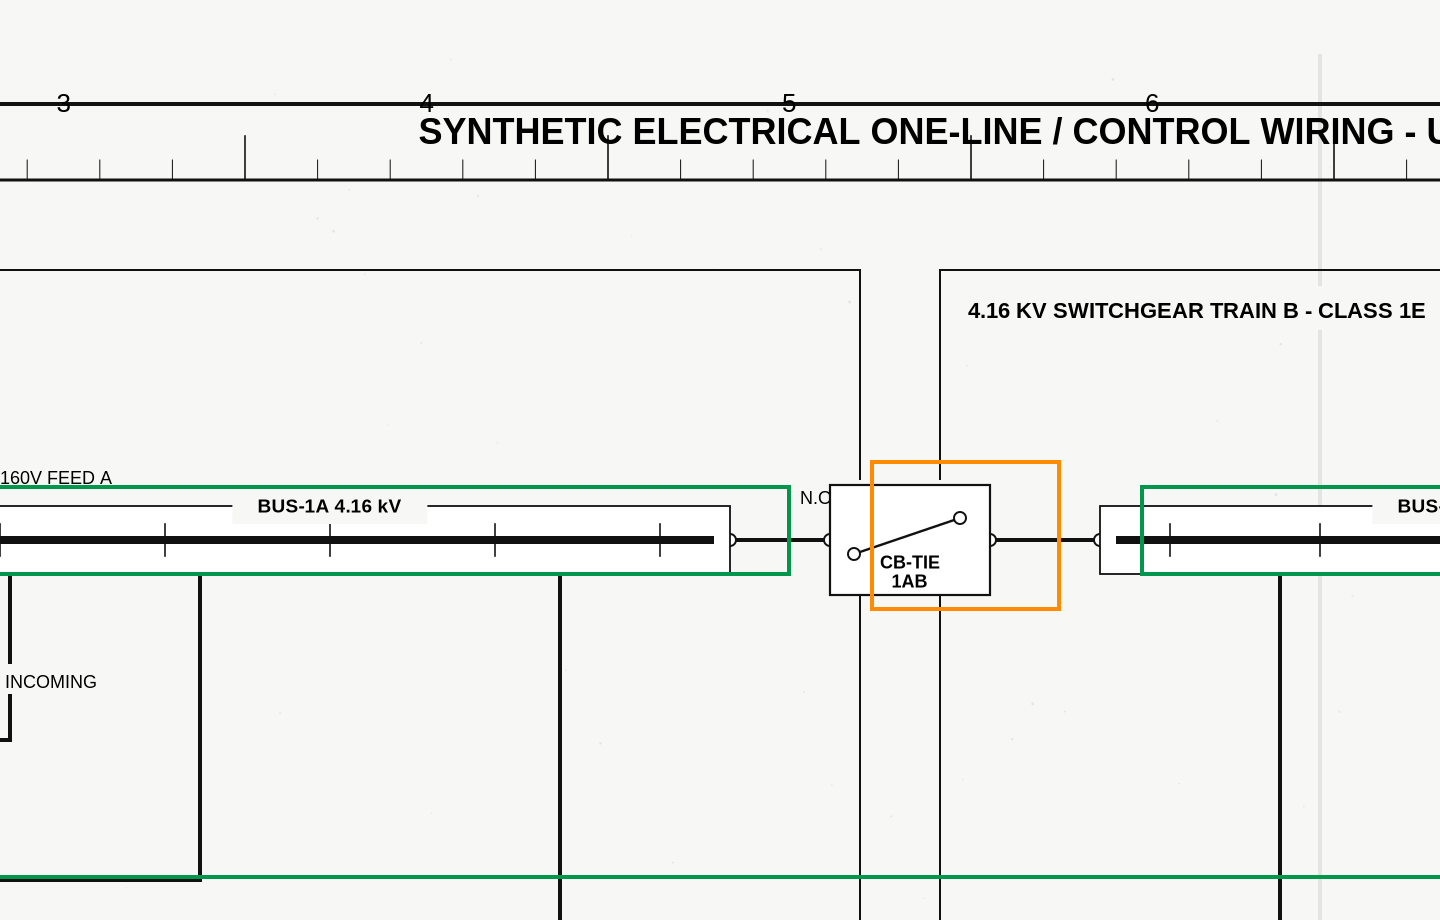 3 4 5 6
SYNTHETIC ELECTRICAL ONE-LINE / CONTROL WIRING - U
4.16 KV SWITCHGEAR TRAIN B - CLASS 1E
160V FEED A
BUS-1A 4.16 kV
N.O
BUS-
CB-TIE
1AB
INCOMING